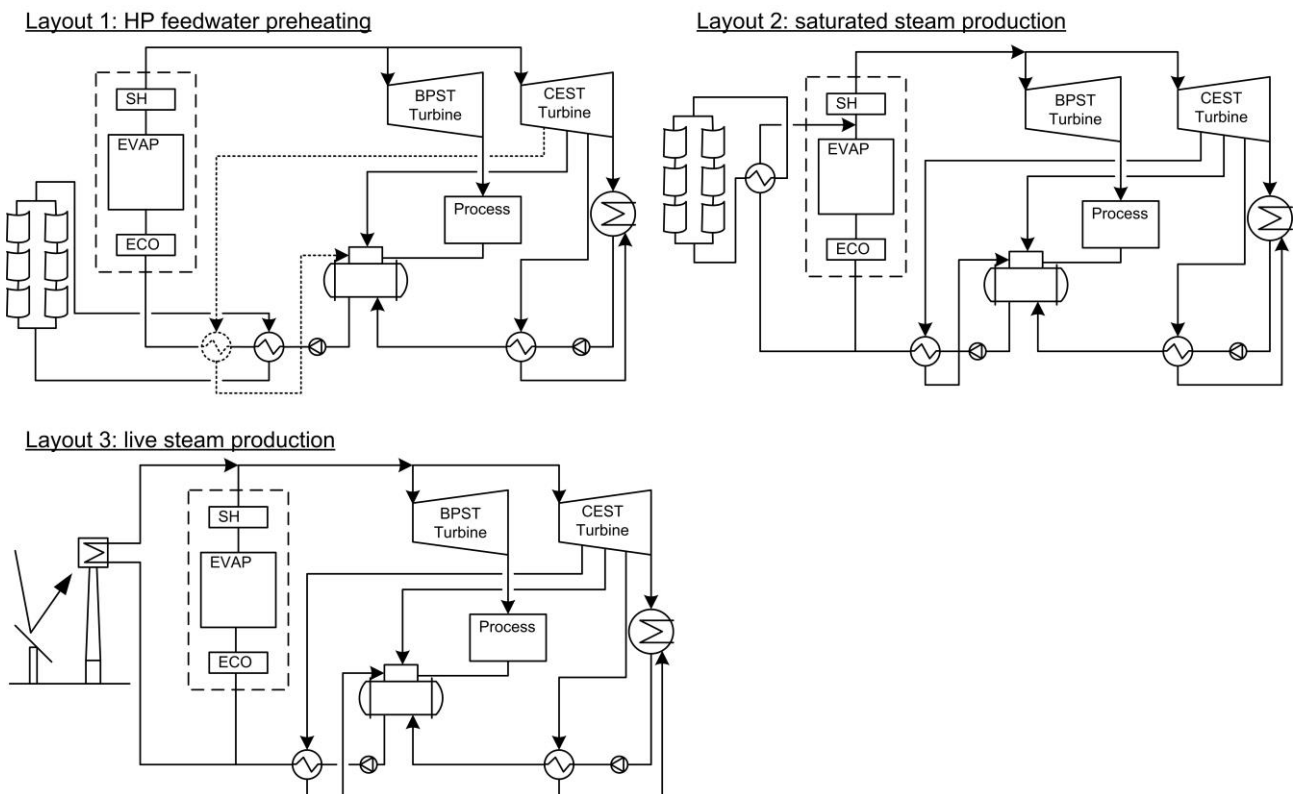 Layout 1: HP feedwater preheating
SH
EVAP
ECO
BPST
Turbine
CEST
Turbine
Process
Layout 2: saturated steam production
SH
EVAP
ECO
BPST
Turbine
CEST
Turbine
Process
Layout 3: live steam production
SH
EVAP
ECO
BPST
Turbine
CEST
Turbine
Process